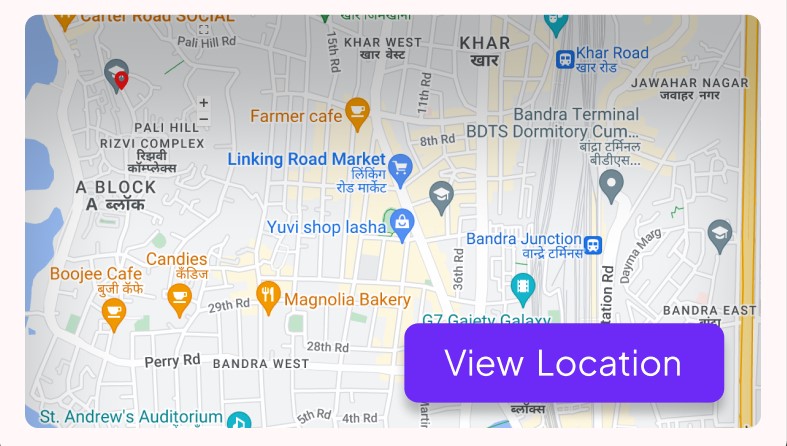 Carter Road SOCIAL
खार जिमखाना
Pali Hill Rd
15th Rd
KHAR WEST
खार वेस्ट
KHAR
खार
Khar Road
खार रोड
JAWAHAR NAGAR
जवाहर नगर
11th Rd
Farmer cafe
Bandra Terminal
BDTS Dormitory Cum...
बांद्रा टर्मिनल
बीडीएस...
8th Rd
PALI HILL
RIZVI COMPLEX
रिझवी
कॉम्प्लेक्स
Linking Road Market
लिंकिंग
रोड मार्केट
A BLOCK
A ब्लॉक
Yuvi shop lasha
Bandra Junction
वान्द्रे टर्मिनस
Dayma Marg
36th Rd
Candies
कँडिज
Boojee Cafe
बुजी कॅफे
29th Rd
Magnolia Bakery
G7 Gaiety Galaxy
BANDRA EAST
बांद्रा
View Location
28th Rd
Perry Rd
BANDRA WEST
St. Andrew's Auditorium
5th Rd
4th Rd
ब्लॉक्स